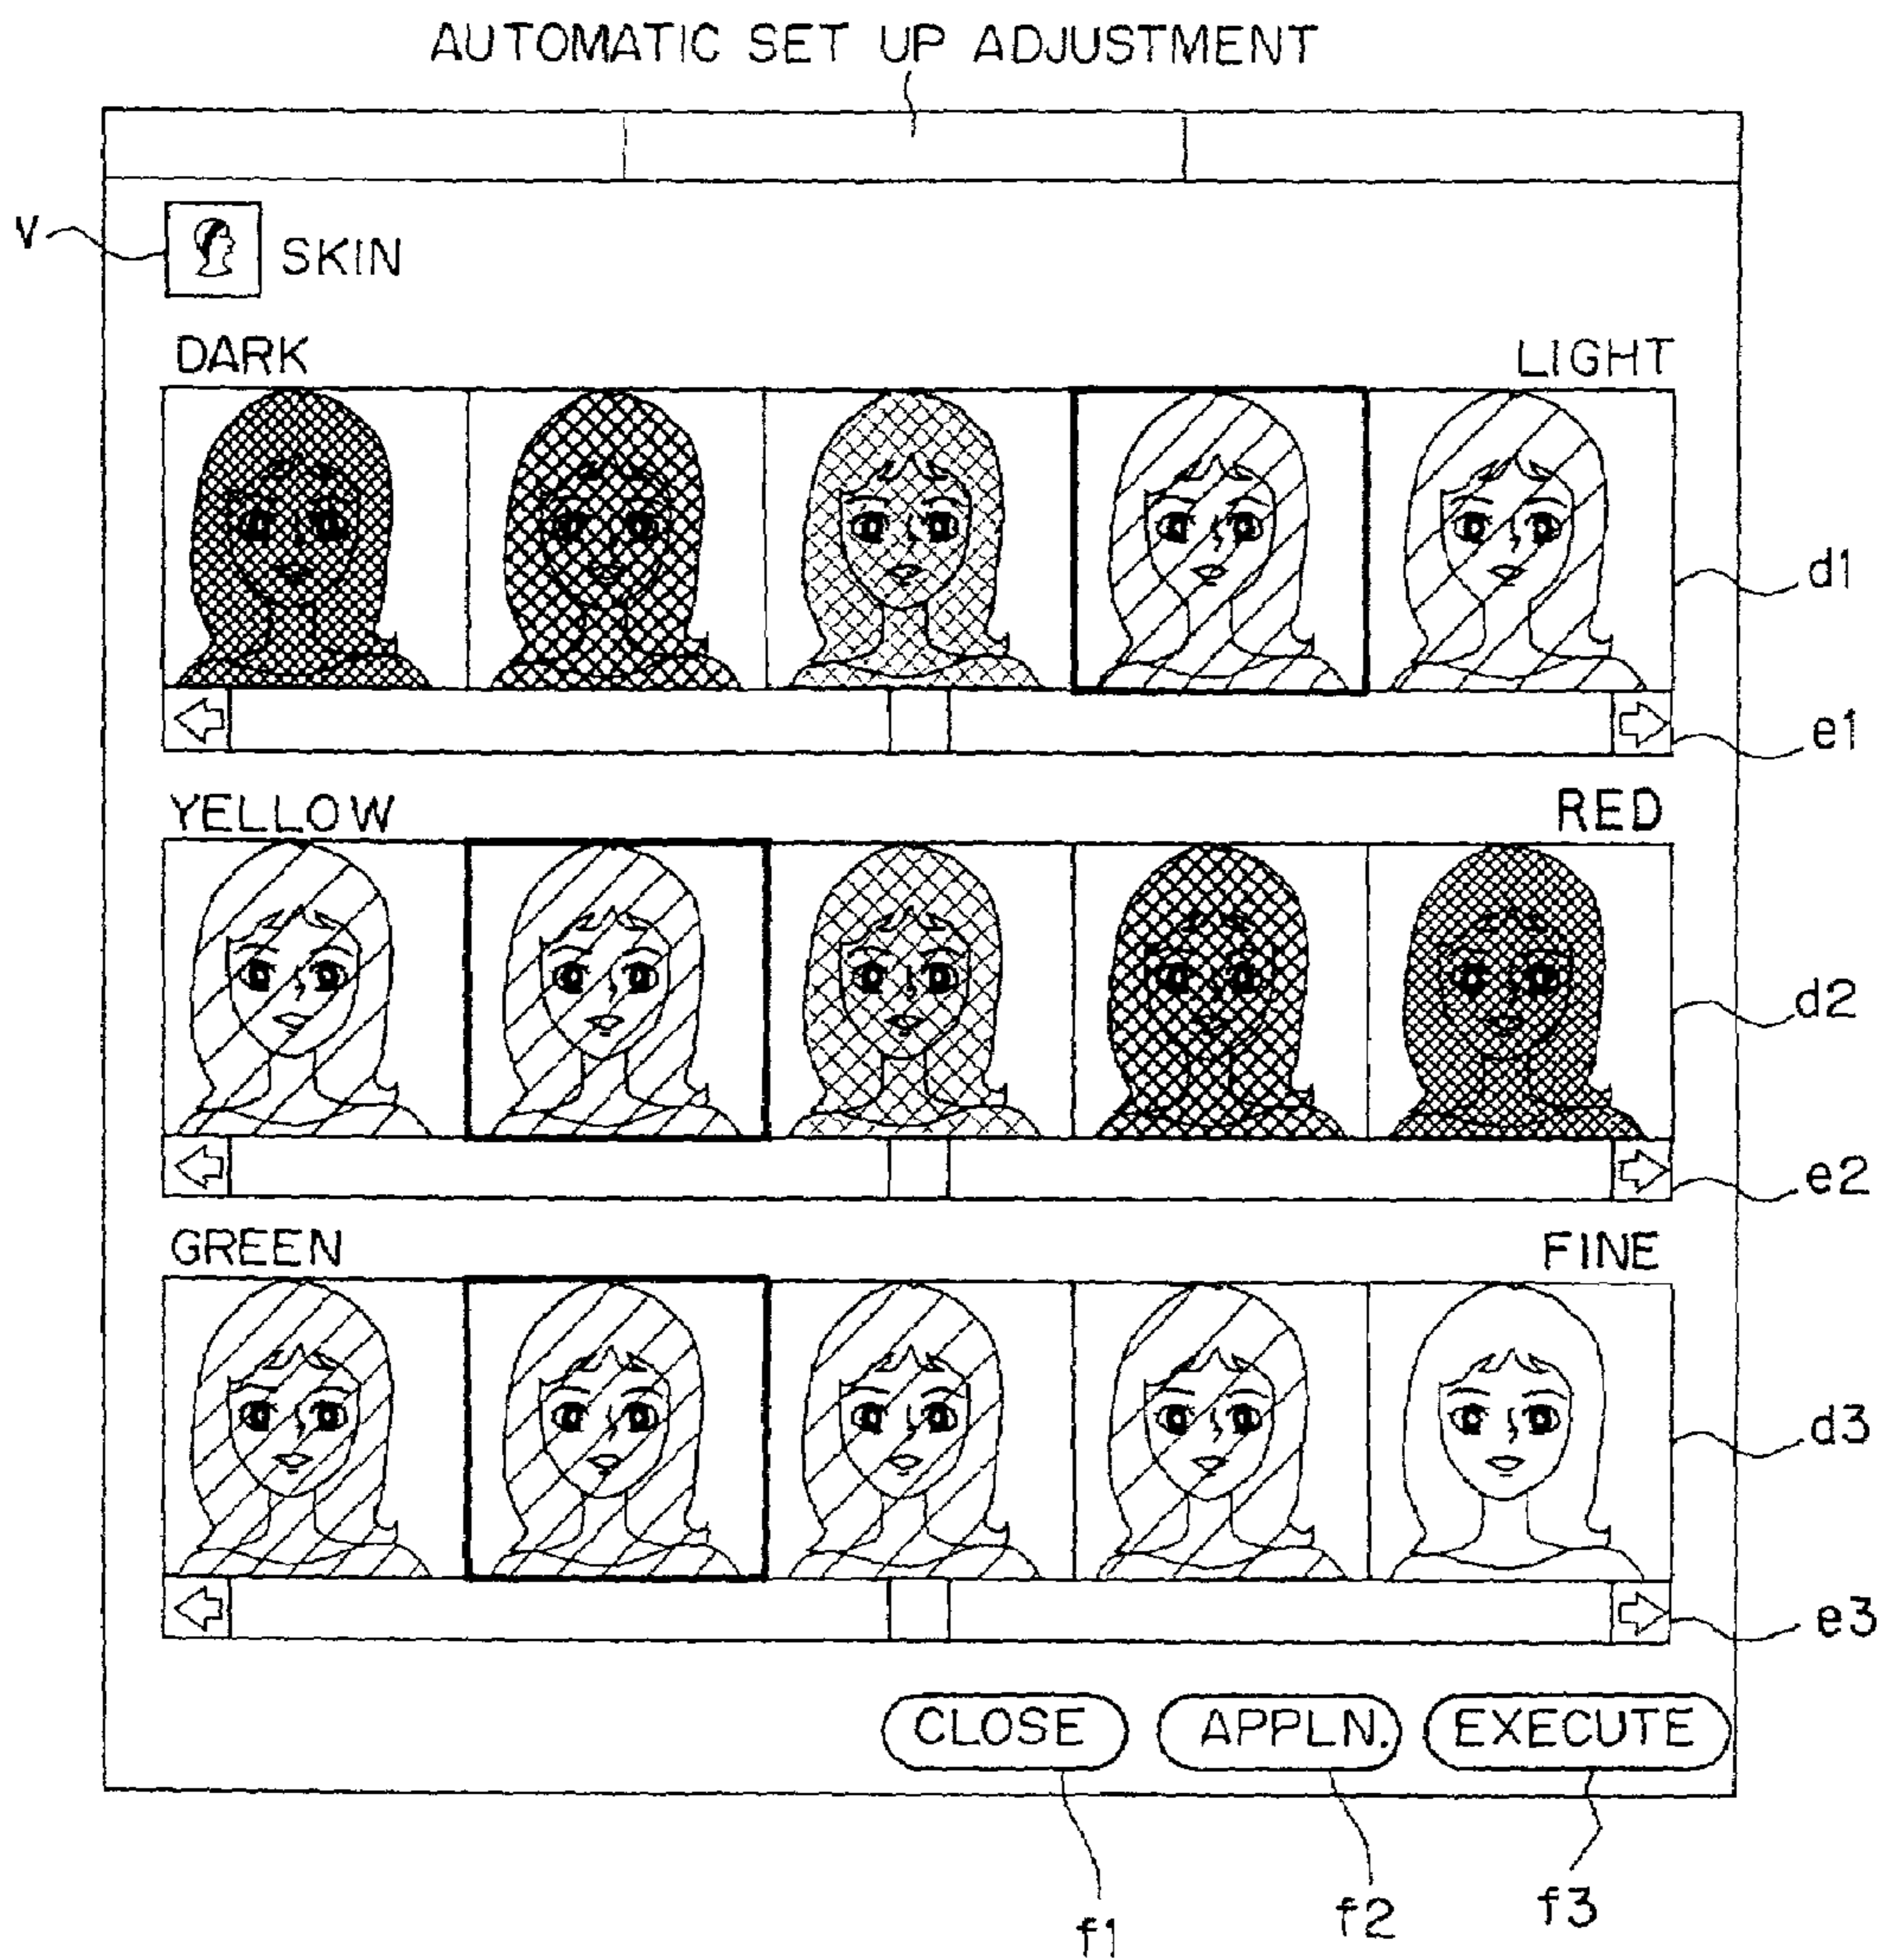 AUTOMATIC SET UP ADJUSTMENT
V
SKIN
DARK LIGHT
d1
e1
YELLOW RED
d2
e2
GREEN FINE
d3
e3
CLOSE APPLN. EXECUTE
f1 f2 f3